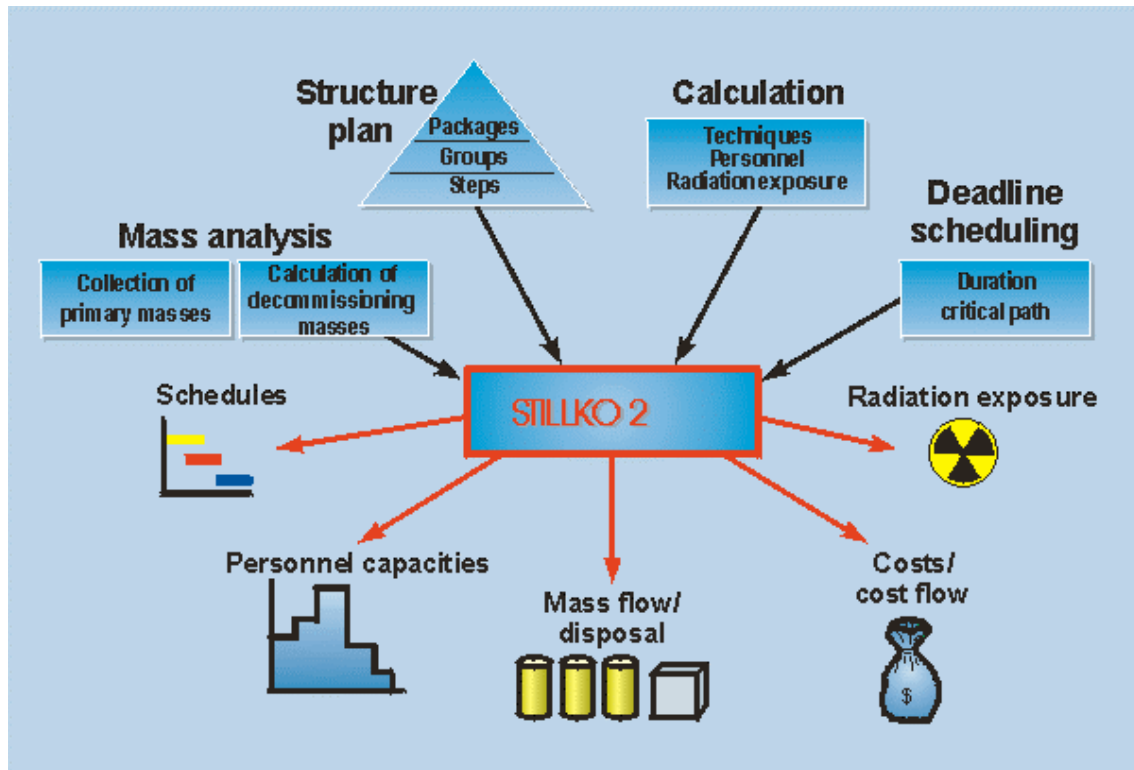 Structure
plan
Packages
Groups
Steps
Calculation
Techniques
Personnel
Radiation exposure
Deadline
scheduling
Duration
critical path
Mass analysis
Collection of
primary masses
Calculation of
decommissioning
masses
STILLKO 2
Schedules
Radiation exposure
Personnel capacities
Mass flow/
disposal
Costs/
cost flow
$